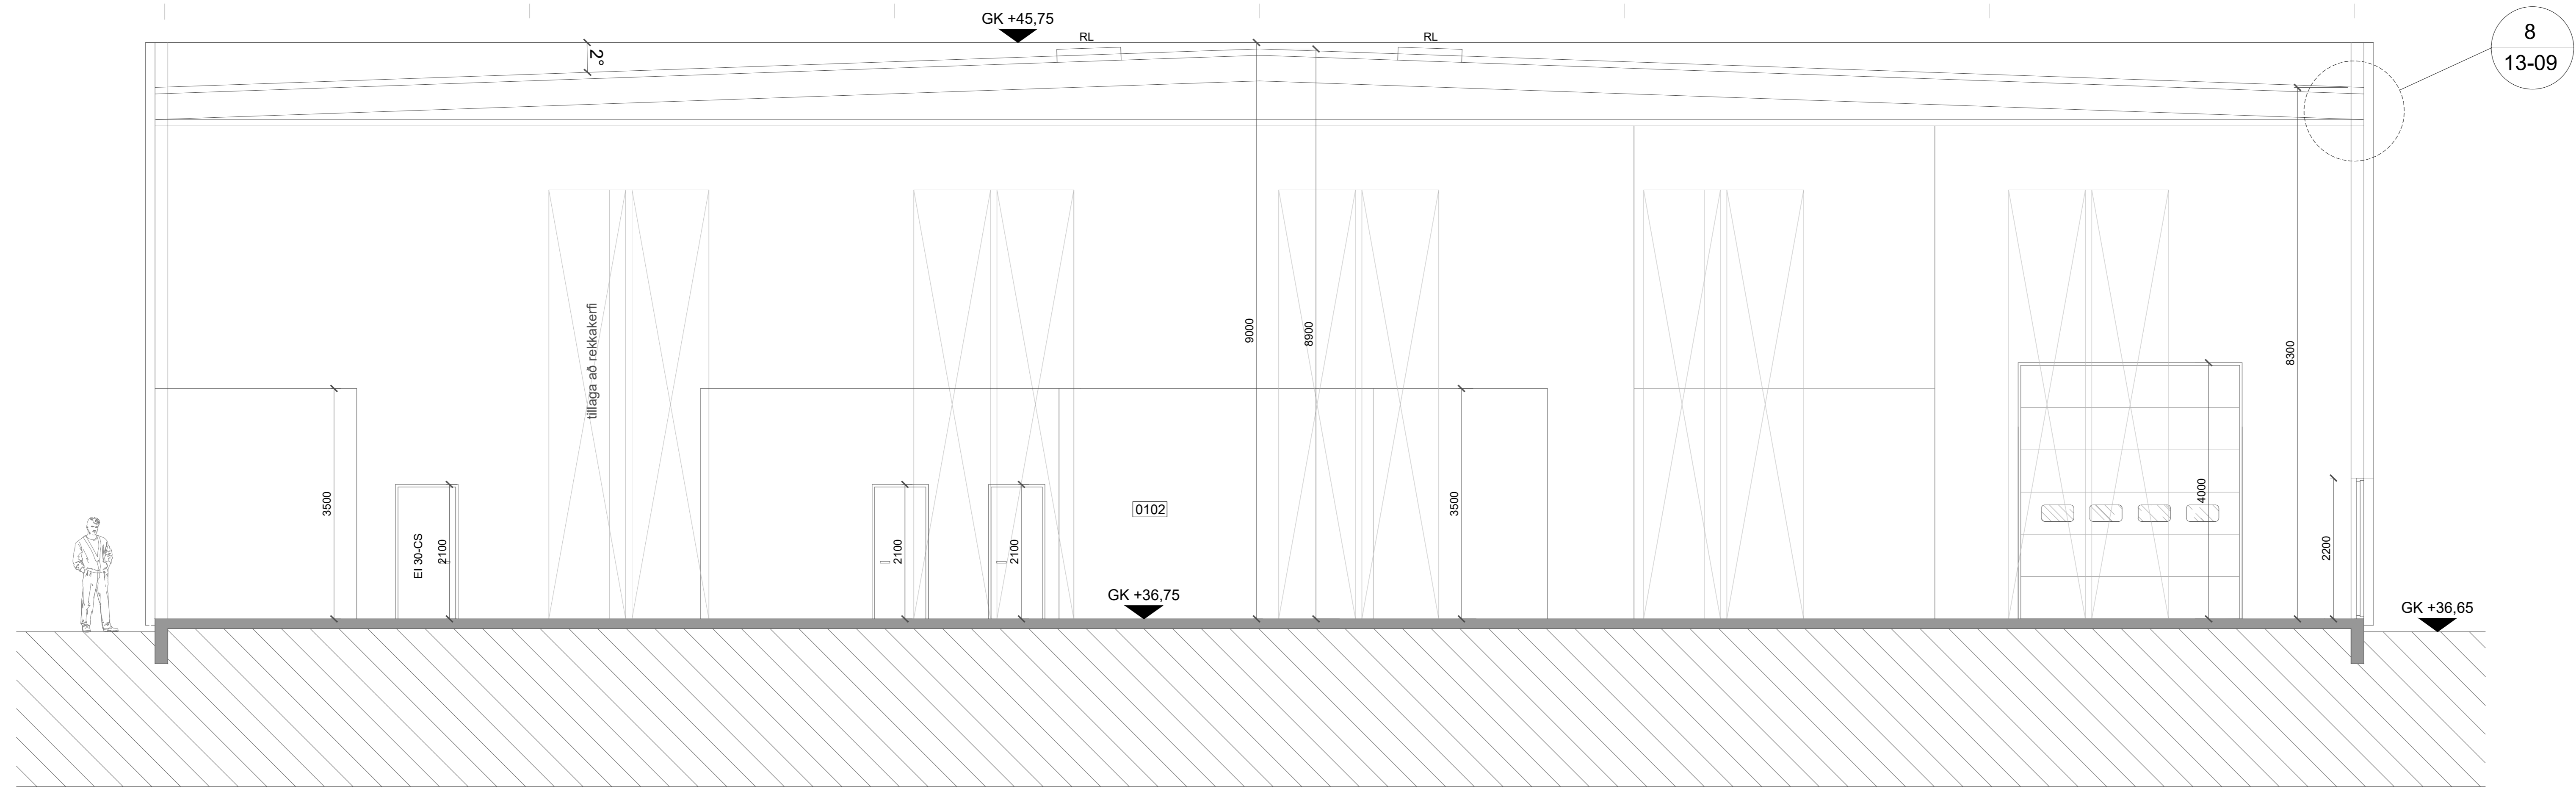 GK +45,75
RL
RL
2°
8
13-09
tillaga að rekkakerfi
9000
8900
8300
3500
EI 30-CS
2100
2100
2100
0102
3500
4000
2200
GK +36,75
GK +36,65